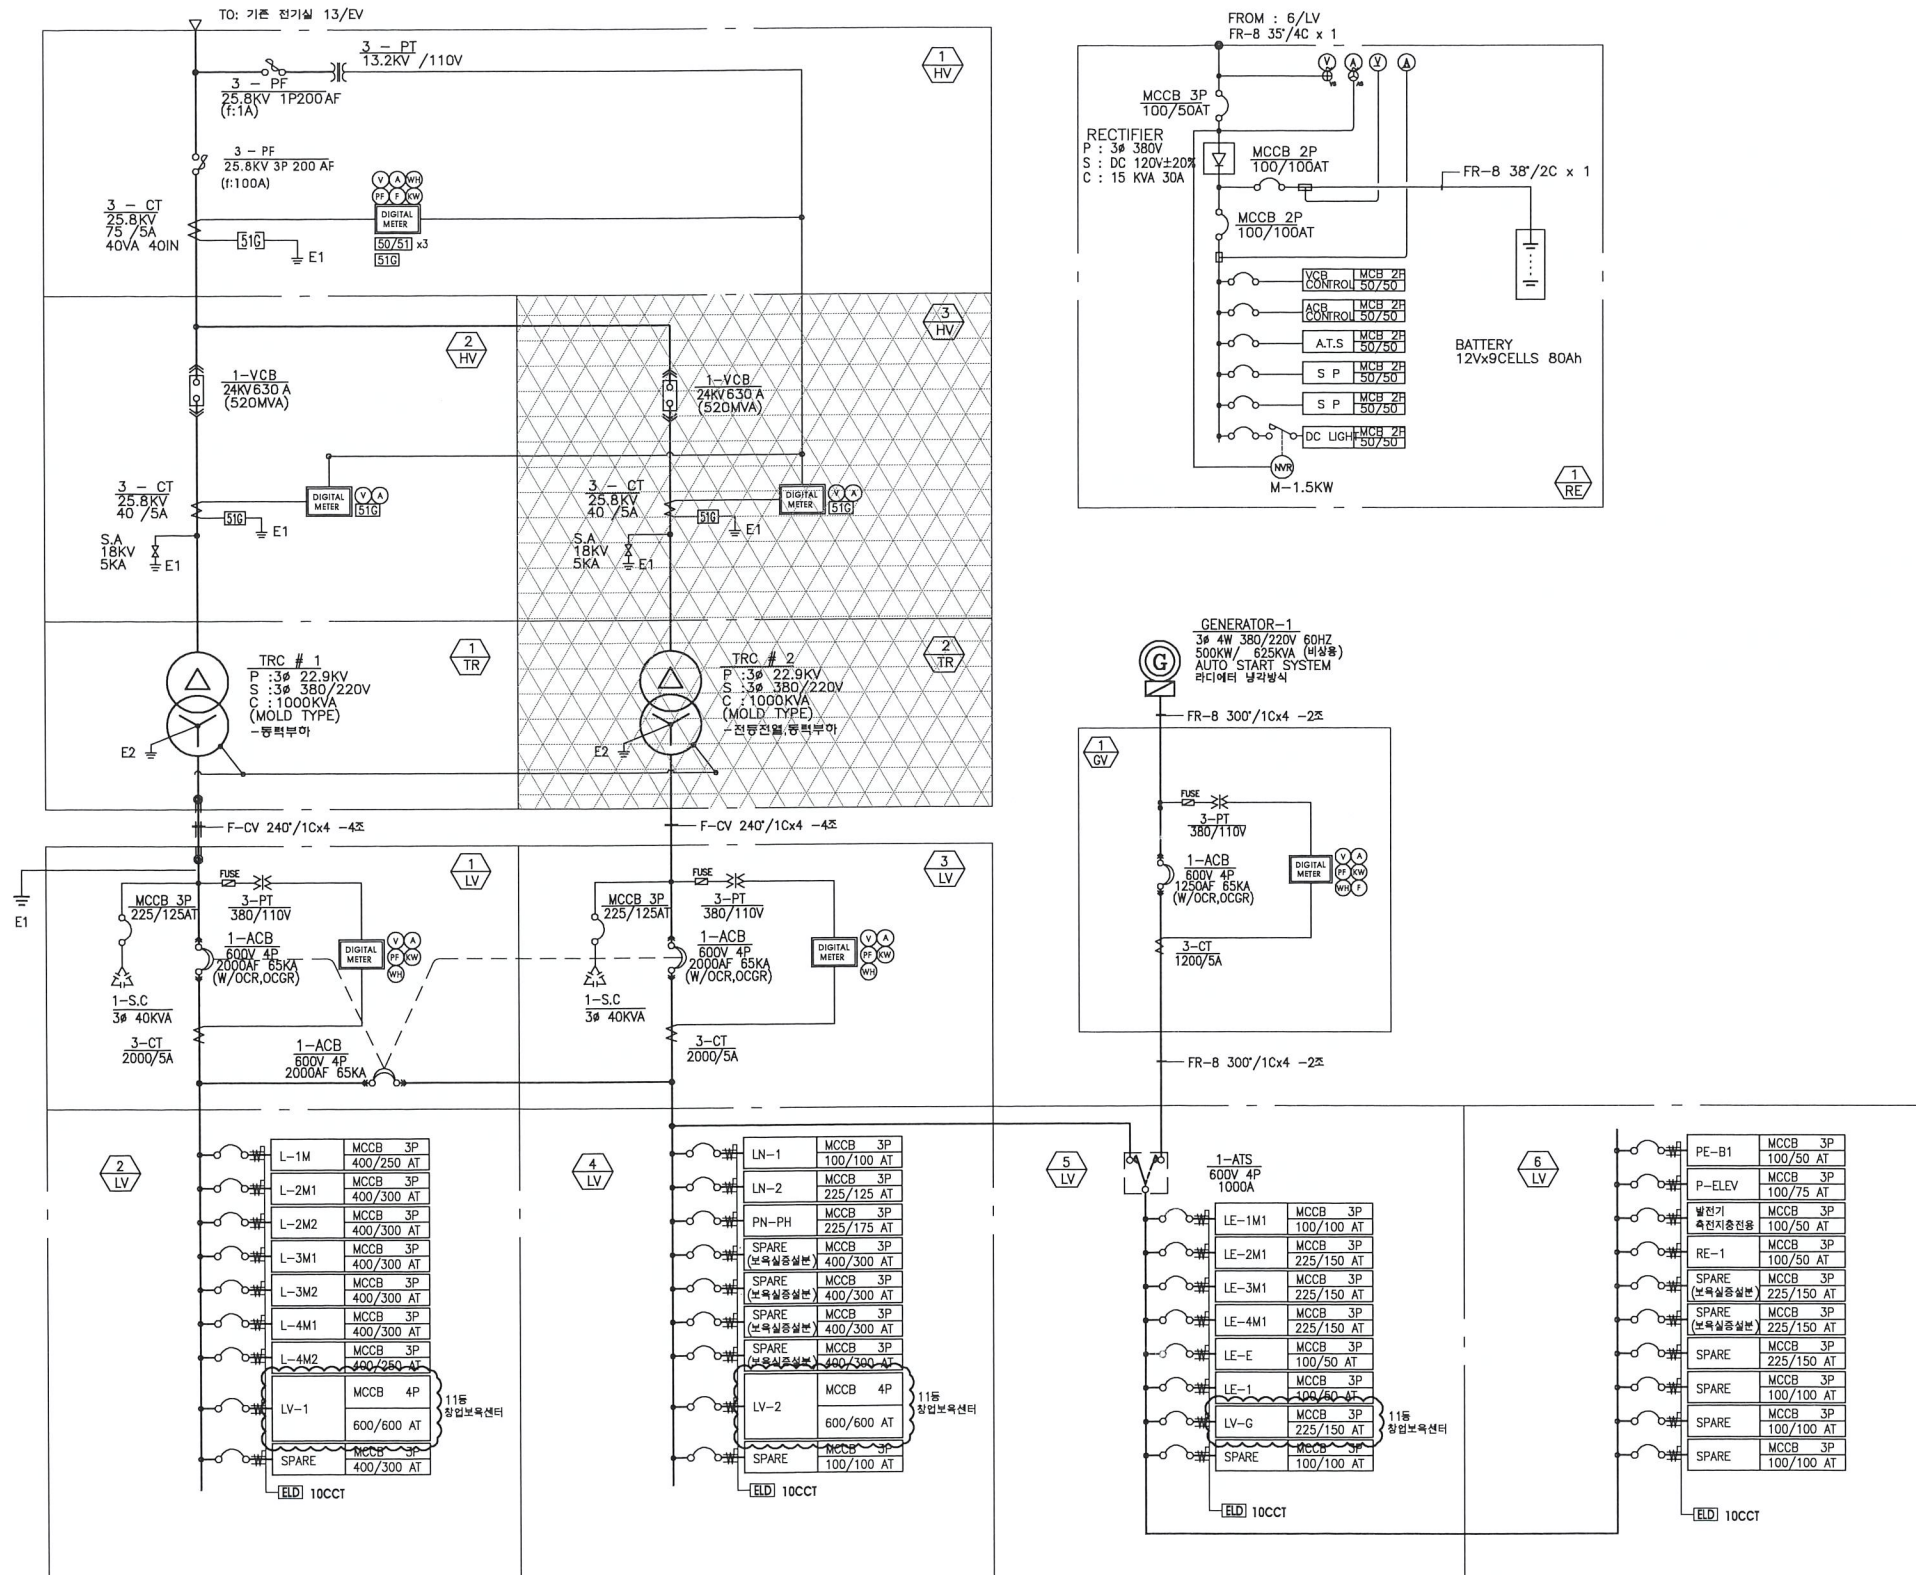 TO: 기존 전기실 13/EV
3 - PT
13.2KV /110V
3 - PF
25.8KV 1P200AF
(f:1A)
1
HV
3 - PF
25.8KV 3P 200 AF
(f:100A)
V A WH
PF F KW
DIGITAL
METER
50/51 x3
51G
3 - CT
25.8KV
75 /5A
40VA 40IN
51G
E1
2
HV
1-VCB
24KV630 A
(520MVA)
3 - CT
25.8KV
40 /5A
DIGITAL
METER
V A
51G
51G
E1
S.A
18KV
5KA
E1
3
HV
1-VCB
24KV630 A
(520MVA)
3 - CT
25.8KV
40 /5A
DIGITAL
METER
V A
51G
51G
E1
S.A
18KV
5KA
E1
1
TR
TRC # 1
P :3ø 22.9KV
S :3ø 380/220V
C :1000KVA
(MOLD TYPE)
-동력부하
E2
2
TR
TRC # 2
P :3ø 22.9KV
S :3ø 380/220V
C :1000KVA
(MOLD TYPE)
-전등전열,동력부하
E2
F-CV 240°/1Cx4 -4조
F-CV 240°/1Cx4 -4조
E1
1
LV
FUSE
3-PT
380/110V
MCCB 3P
225/125AT
1-ACB
600V 4P
2000AF 65KA
(W/OCR,OCGR)
DIGITAL
METER
V A
PF KW
WH
1-S.C
3ø 40KVA
3-CT
2000/5A
1-ACB
600V 4P
2000AF 65KA
3
LV
FUSE
3-PT
380/110V
MCCB 3P
225/125AT
1-ACB
600V 4P
2000AF 65KA
(W/OCR,OCGR)
DIGITAL
METER
V A
PF KW
WH
1-S.C
3ø 40KVA
3-CT
2000/5A
2
LV
L-1M MCCB 3P
400/250 AT
L-2M1 MCCB 3P
400/300 AT
L-2M2 MCCB 3P
400/300 AT
L-3M1 MCCB 3P
400/300 AT
L-3M2 MCCB 3P
400/300 AT
L-4M1 MCCB 3P
400/300 AT
L-4M2 MCCB 3P
400/250 AT
LV-1 MCCB 4P
600/600 AT
11동
창업보육센터
SPARE MCCB 3P
400/300 AT
ELD 10CCT
4
LV
LN-1 MCCB 3P
100/100 AT
LN-2 MCCB 3P
225/125 AT
PN-PH MCCB 3P
225/175 AT
SPARE MCCB 3P
(보육실증설분) 400/300 AT
SPARE MCCB 3P
(보육실증설분) 400/300 AT
SPARE MCCB 3P
(보육실증설분) 400/300 AT
SPARE MCCB 3P
(보육실증설분) 400/300 AT
LV-2 MCCB 4P
600/600 AT
11동
창업보육센터
SPARE MCCB 3P
100/100 AT
ELD 10CCT
FROM : 6/LV
FR-8 35°/4C x 1
V A V A
VS AS
MCCB 3P
100/50AT
RECTIFIER
P : 3ø 380V
S : DC 120V±20%
C : 15 KVA 30A
MCCB 2P
100/100AT
FR-8 38°/2C x 1
MCCB 2P
100/100AT
VCB CONTROL MCB 2P 50/50
ACB CONTROL MCB 2P 50/50
A.T.S MCB 2P 50/50
S P MCB 2P 50/50
S P MCB 2P 50/50
DC LIGHT MCB 2P 50/50
NVR
M-1.5KW
BATTERY
12Vx9CELLS 80Ah
1
RE
GENERATOR-1
3ø 4W 380/220V 60HZ
500KW/ 625KVA (비상용)
AUTO START SYSTEM
라디에터 냉각방식
G
FR-8 300°/1Cx4 -2조
1
GV
FUSE
3-PT
380/110V
1-ACB
600V 4P
1250AF 65KA
(W/OCR,OCGR)
DIGITAL
METER
V A
PF KW
WH F
3-CT
1200/5A
FR-8 300°/1Cx4 -2조
5
LV
1-ATS
600V 4P
1000A
LE-1M1 MCCB 3P
100/100 AT
LE-2M1 MCCB 3P
225/150 AT
LE-3M1 MCCB 3P
225/150 AT
LE-4M1 MCCB 3P
225/150 AT
LE-E MCCB 3P
100/50 AT
LE-1 MCCB 3P
100/50 AT
LV-G MCCB 3P
225/150 AT
11동
창업보육센터
SPARE MCCB 3P
100/100 AT
ELD 10CCT
6
LV
PE-B1 MCCB 3P
100/50 AT
P-ELEV MCCB 3P
100/75 AT
발전기 MCCB 3P
축전지충전용 100/50 AT
RE-1 MCCB 3P
100/50 AT
SPARE MCCB 3P
(보육실증설분) 225/150 AT
SPARE MCCB 3P
(보육실증설분) 225/150 AT
SPARE MCCB 3P
225/150 AT
SPARE MCCB 3P
100/100 AT
SPARE MCCB 3P
100/100 AT
SPARE MCCB 3P
100/100 AT
ELD 10CCT